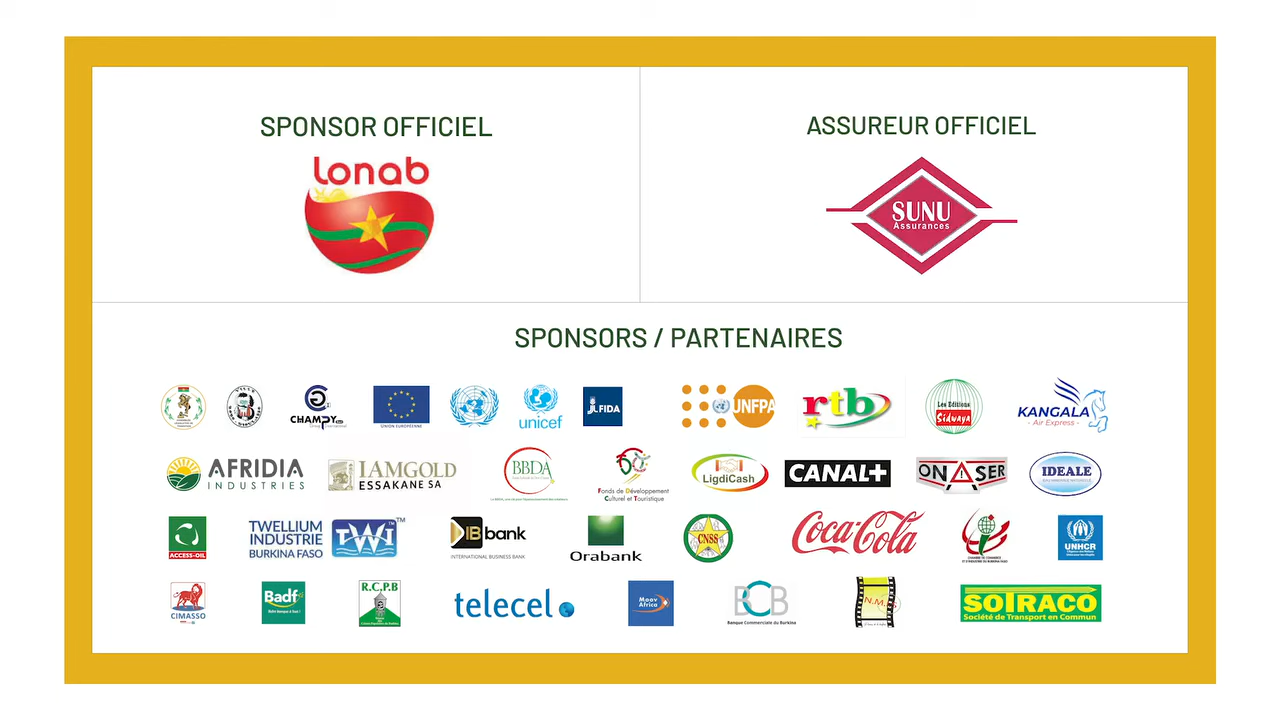 SPONSOR OFFICIEL
lonab
ASSUREUR OFFICIEL
SUNU
Assurances
SPONSORS / PARTENAIRES
CHAMPY
UNION EUROPÉENNE
unicef
FIDA
UNFPA
rtb
Les Editions
Sidwaya
KANGALA
- Air Express -
AFRIDIA
INDUSTRIES
IAMGOLD
ESSAKANE SA
BBDA
Fonds de Développement
Culturel et Touristique
LigdiCash
CANAL+
ONASER
IDEALE
ACCESS-OIL
TWELLIUM
INDUSTRIE
BURKINA FASO
TWI
TM
IB bank
INTERNATIONAL BUSINESS BANK
Orabank
CNSS
Coca-Cola
UNHCR
CIMASSO
Badf
R.C.P.B
telecel
Moov
Africa
BCB
Banque Commerciale du Burkina
SOTRACO
Société de Transport en Commun